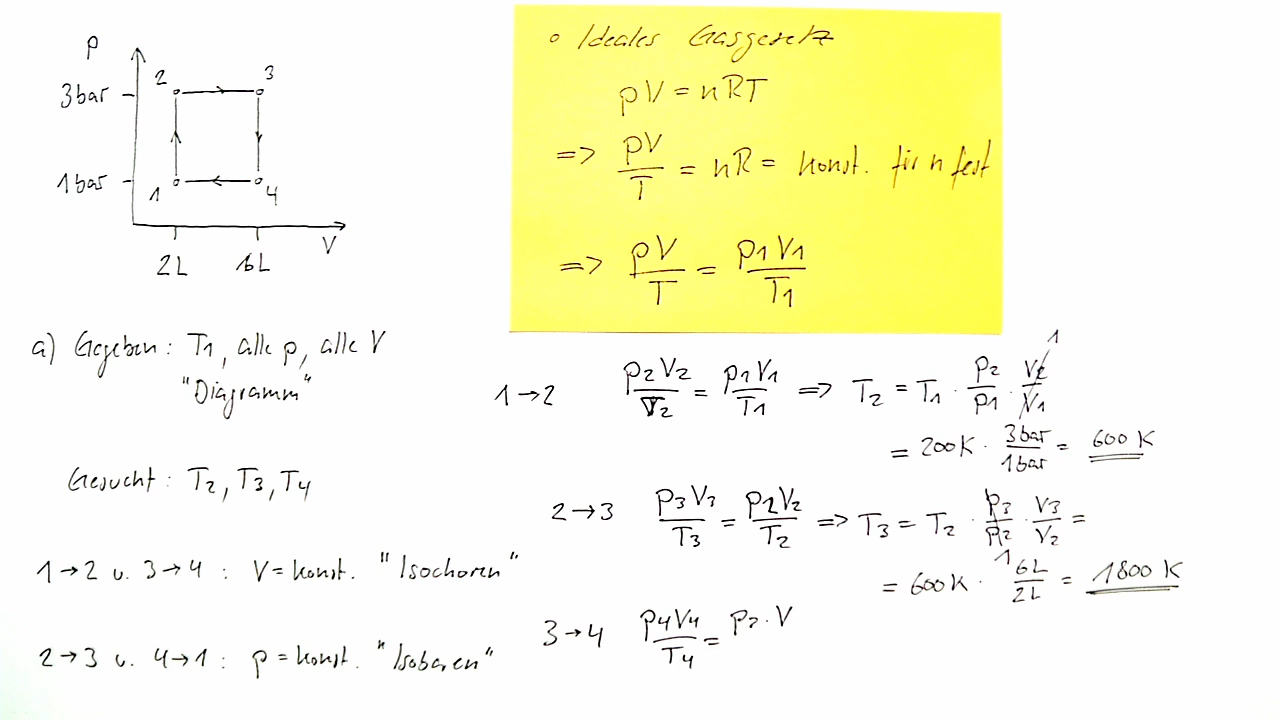 p
3bar
1bar
2
3
1
4
2L
6L
V
• Ideales Gasgesetz
pV = nRT
=> pV/T = nR = konst. für n fest
=> pV/T = p1V1/T1
a) Gegeben: T1, alle p, alle V
"Diagramm"
Gesucht: T2, T3, T4
1→2 u. 3→4: V = konst. "Isochoren"
2→3 u. 4→1: p = konst. "Isobaren"
1→2 p2V2/T2 = p1V1/T1 => T2 = T1 · p2/p1 · V2/V1 1
= 200K · 3bar/1bar = 600 K
2→3 p3V3/T3 = p2V2/T2 => T3 = T2 · p3/p2 · V3/V2 =
1
= 600K · 6L/2L = 1800 K
3→4 p4V4/T4 = p3·V